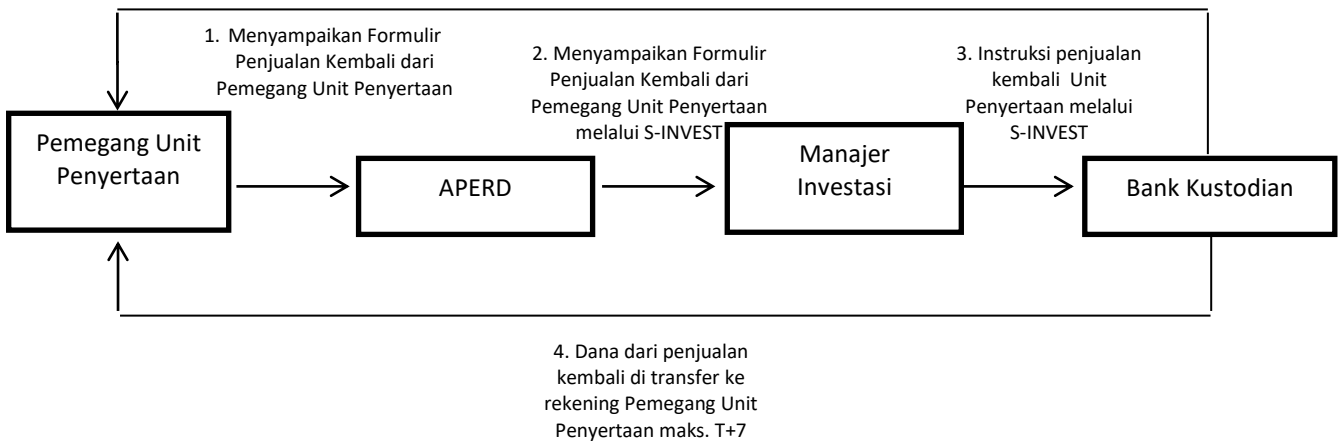 1. Menyampaikan Formulir
Penjualan Kembali dari
Pemegang Unit Penyertaan
2. Menyampaikan Formulir
Penjualan Kembali dari
Pemegang Unit Penyertaan
melalui S-INVEST
3. Instruksi penjualan
kembali Unit
Penyertaan melalui
S-INVEST
Pemegang Unit
Penyertaan
APERD
Manajer
Investasi
Bank Kustodian
4. Dana dari penjualan
kembali di transfer ke
rekening Pemegang Unit
Penyertaan maks. T+7